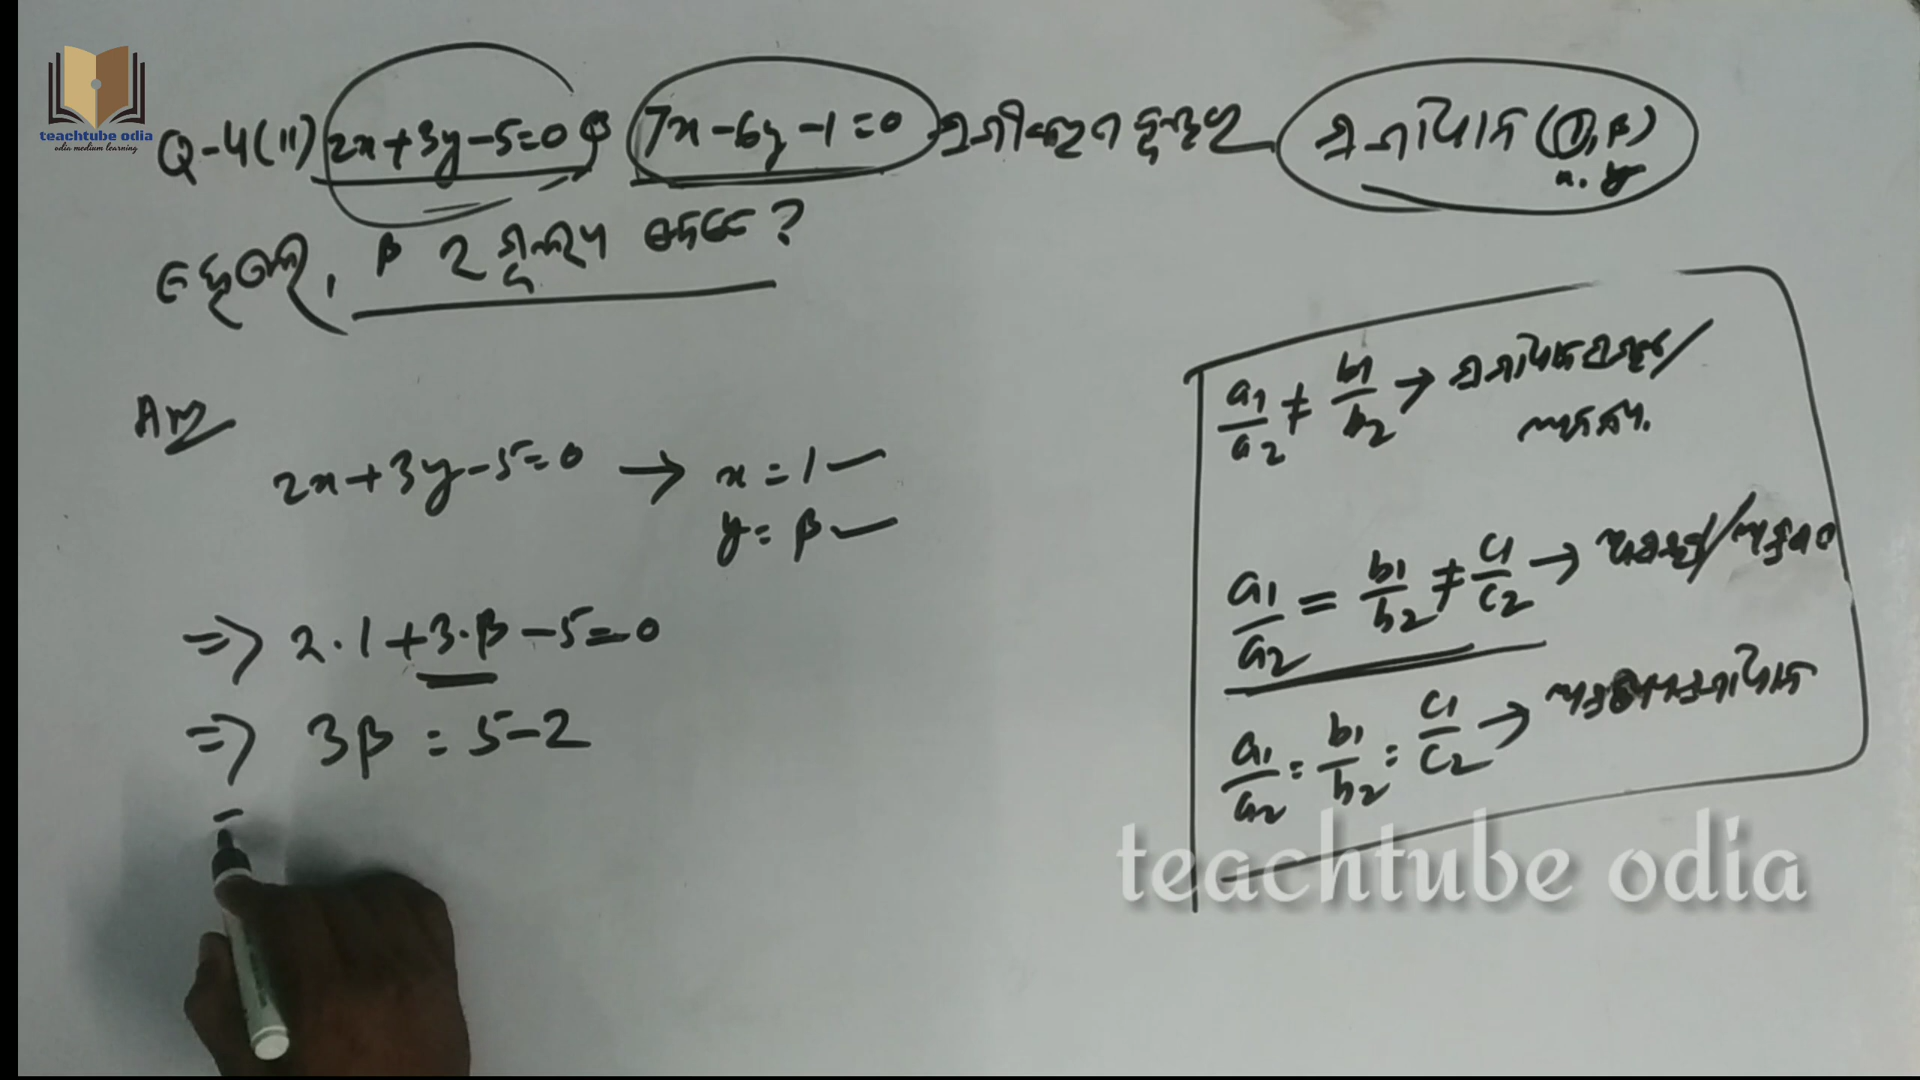 teachtube odia
odia medium learning
Q-4(ii) 2x+3y-5=0 ଓ 7x-6y-1=0 ସମୀକରଣ ଦ୍ୱୟର ସମାଧାନ (1,β)
x, y
ହେଲେ, β ର ମୂଲ୍ୟ କେତେ?
Ans
2x+3y-5=0 → x=1
y=β
⇒ 2·1+3·β-5=0
⇒ 3β=5-2
a1/a2 ≠ b1/b2 →
a1/a2 = b1/b2 ≠ c1/c2 →
a1/a2 = b1/b2 = c1/c2 →
teachtube odia